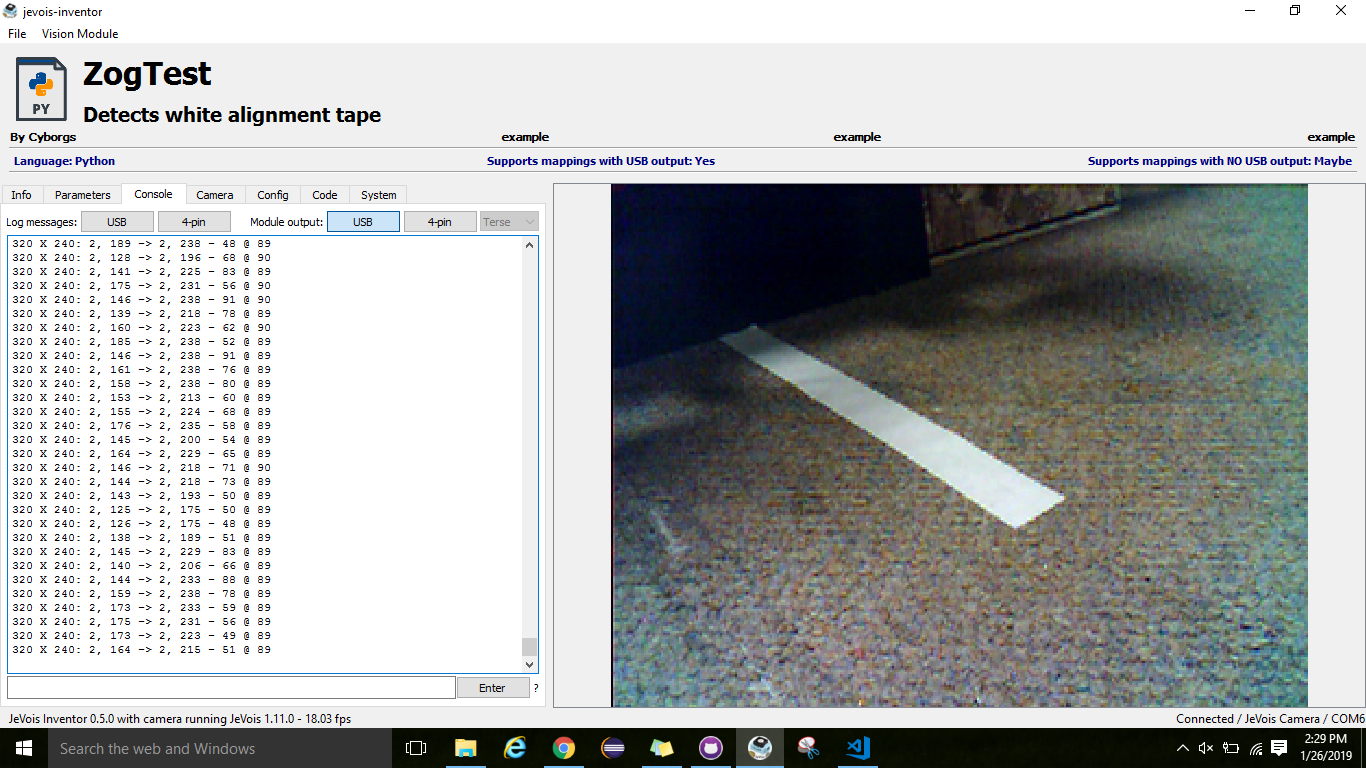 jevois-inventor
File Vision Module
PY
ZogTest
Detects white alignment tape
By Cyborgs example example example
Language: Python Supports mappings with USB output: Yes Supports mappings with NO USB output: Maybe
Info Parameters Console Camera Config Code System
Log messages: USB 4-pin Module output: USB 4-pin Terse
320 X 240: 2, 189 -> 2, 238 - 48 @ 89
320 X 240: 2, 128 -> 2, 196 - 68 @ 90
320 X 240: 2, 141 -> 2, 225 - 83 @ 89
320 X 240: 2, 175 -> 2, 231 - 56 @ 89
320 X 240: 2, 146 -> 2, 238 - 91 @ 90
320 X 240: 2, 139 -> 2, 218 - 78 @ 89
320 X 240: 2, 160 -> 2, 223 - 62 @ 90
320 X 240: 2, 185 -> 2, 238 - 52 @ 89
320 X 240: 2, 146 -> 2, 238 - 91 @ 89
320 X 240: 2, 161 -> 2, 238 - 76 @ 89
320 X 240: 2, 158 -> 2, 238 - 80 @ 89
320 X 240: 2, 153 -> 2, 213 - 60 @ 89
320 X 240: 2, 155 -> 2, 224 - 68 @ 89
320 X 240: 2, 176 -> 2, 235 - 58 @ 89
320 X 240: 2, 145 -> 2, 200 - 54 @ 89
320 X 240: 2, 164 -> 2, 229 - 65 @ 89
320 X 240: 2, 146 -> 2, 218 - 71 @ 90
320 X 240: 2, 144 -> 2, 218 - 73 @ 89
320 X 240: 2, 143 -> 2, 193 - 50 @ 89
320 X 240: 2, 125 -> 2, 175 - 50 @ 89
320 X 240: 2, 126 -> 2, 175 - 48 @ 89
320 X 240: 2, 138 -> 2, 189 - 51 @ 89
320 X 240: 2, 145 -> 2, 229 - 83 @ 89
320 X 240: 2, 140 -> 2, 206 - 66 @ 89
320 X 240: 2, 144 -> 2, 233 - 88 @ 89
320 X 240: 2, 159 -> 2, 238 - 78 @ 89
320 X 240: 2, 173 -> 2, 233 - 59 @ 89
320 X 240: 2, 175 -> 2, 231 - 56 @ 89
320 X 240: 2, 173 -> 2, 223 - 49 @ 89
320 X 240: 2, 164 -> 2, 215 - 51 @ 89
Enter ?
JeVois Inventor 0.5.0 with camera running JeVois 1.11.0 - 18.03 fps Connected / JeVois Camera / COM6
Search the web and Windows
2:29 PM
1/26/2019